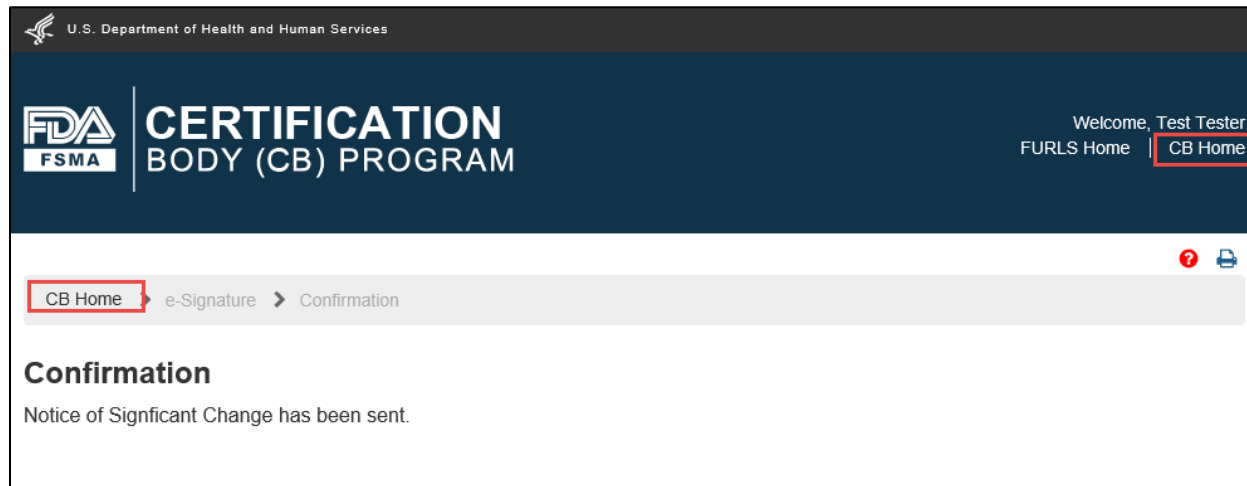 U.S. Department of Health and Human Services
FDA
FSMA
CERTIFICATION
BODY (CB) PROGRAM
Welcome, Test Tester
FURLS Home | CB Home
?
CB Home > e-Signature > Confirmation
Confirmation
Notice of Signficant Change has been sent.